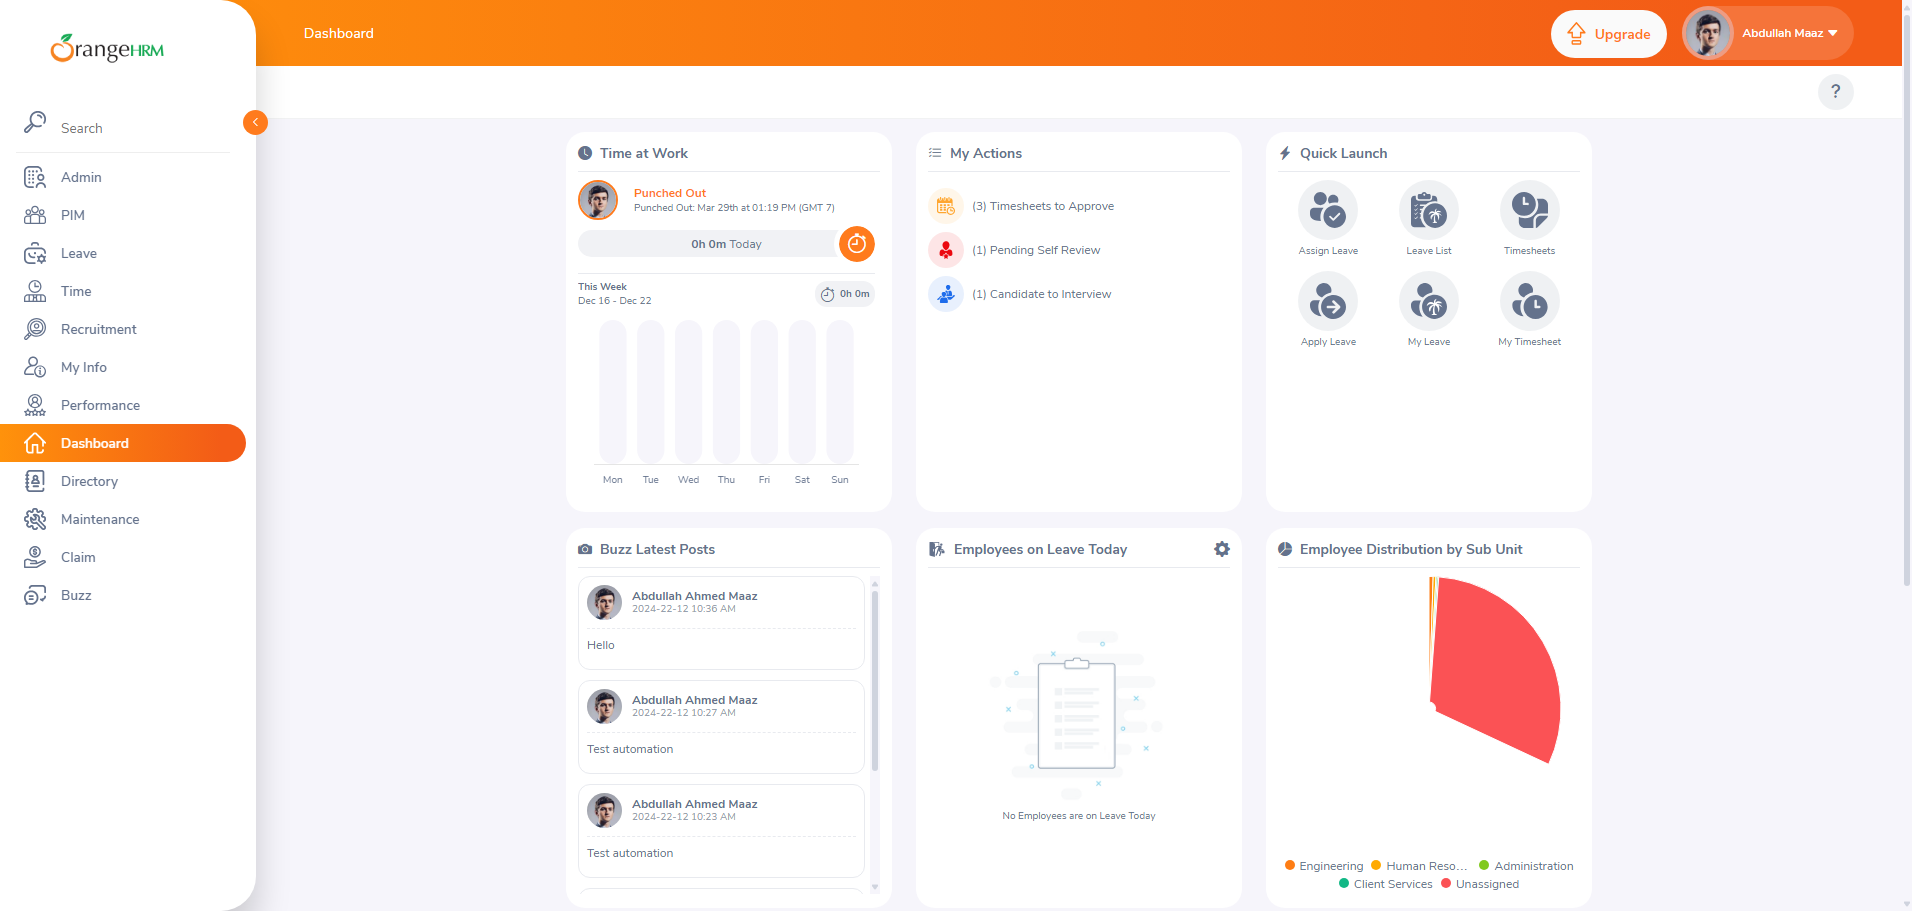 OrangeHRM
Dashboard
Upgrade
Abdullah Maaz
?
Search
Admin
PIM
Leave
Time
Recruitment
My Info
Performance
Dashboard
Directory
Maintenance
Claim
Buzz
Time at Work
Punched Out
Punched Out: Mar 29th at 01:19 PM (GMT 7)
0h 0m Today
This Week
Dec 16 - Dec 22
0h 0m
Mon Tue Wed Thu Fri Sat Sun
My Actions
(3) Timesheets to Approve
(1) Pending Self Review
(1) Candidate to Interview
Quick Launch
Assign Leave
Leave List
Timesheets
Apply Leave
My Leave
My Timesheet
Buzz Latest Posts
Abdullah Ahmed Maaz
2024-22-12 10:36 AM
Hello
Abdullah Ahmed Maaz
2024-22-12 10:27 AM
Test automation
Abdullah Ahmed Maaz
2024-22-12 10:23 AM
Test automation
Employees on Leave Today
No Employees are on Leave Today
Employee Distribution by Sub Unit
Engineering Human Reso... Administration
Client Services Unassigned